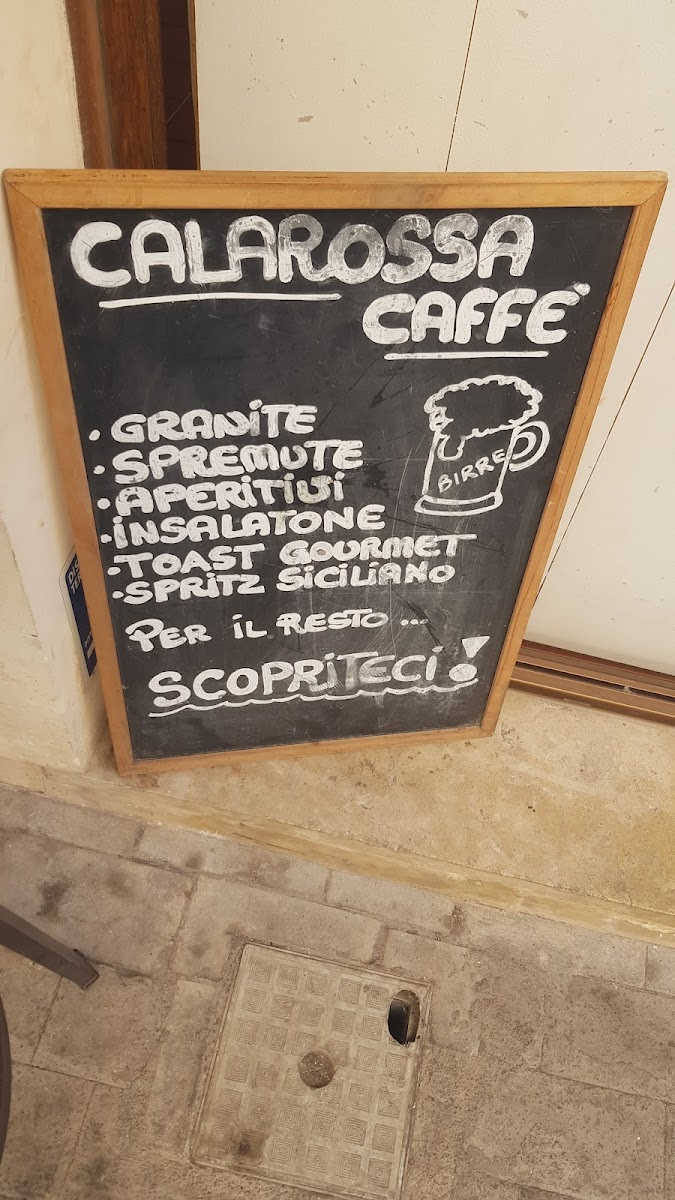 CALAROSSA
CAFFE'
• GRANITE
• SPREMUTE
• APERITIVI
• INSALATONE
• TOAST GOURMET
• SPRITZ SICILIANO
BIRRE
PER IL RESTO ...
SCOPRITECI!